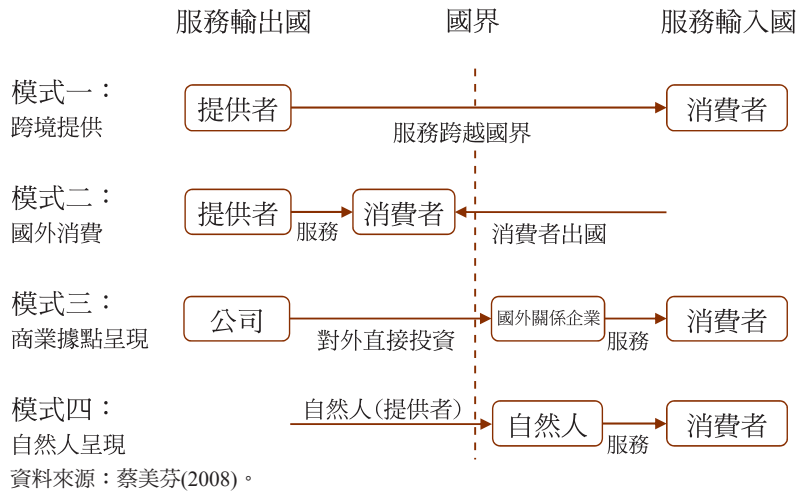 服務輸出國 國界 服務輸入國
模式一：
跨境提供
提供者 消費者
服務跨越國界
模式二：
國外消費
提供者 消費者
服務 消費者出國
模式三：
商業據點呈現
公司 國外關係企業 消費者
對外直接投資 服務
模式四：
自然人呈現
自然人(提供者)
自然人 消費者
服務
資料來源：蔡美芬(2008)。